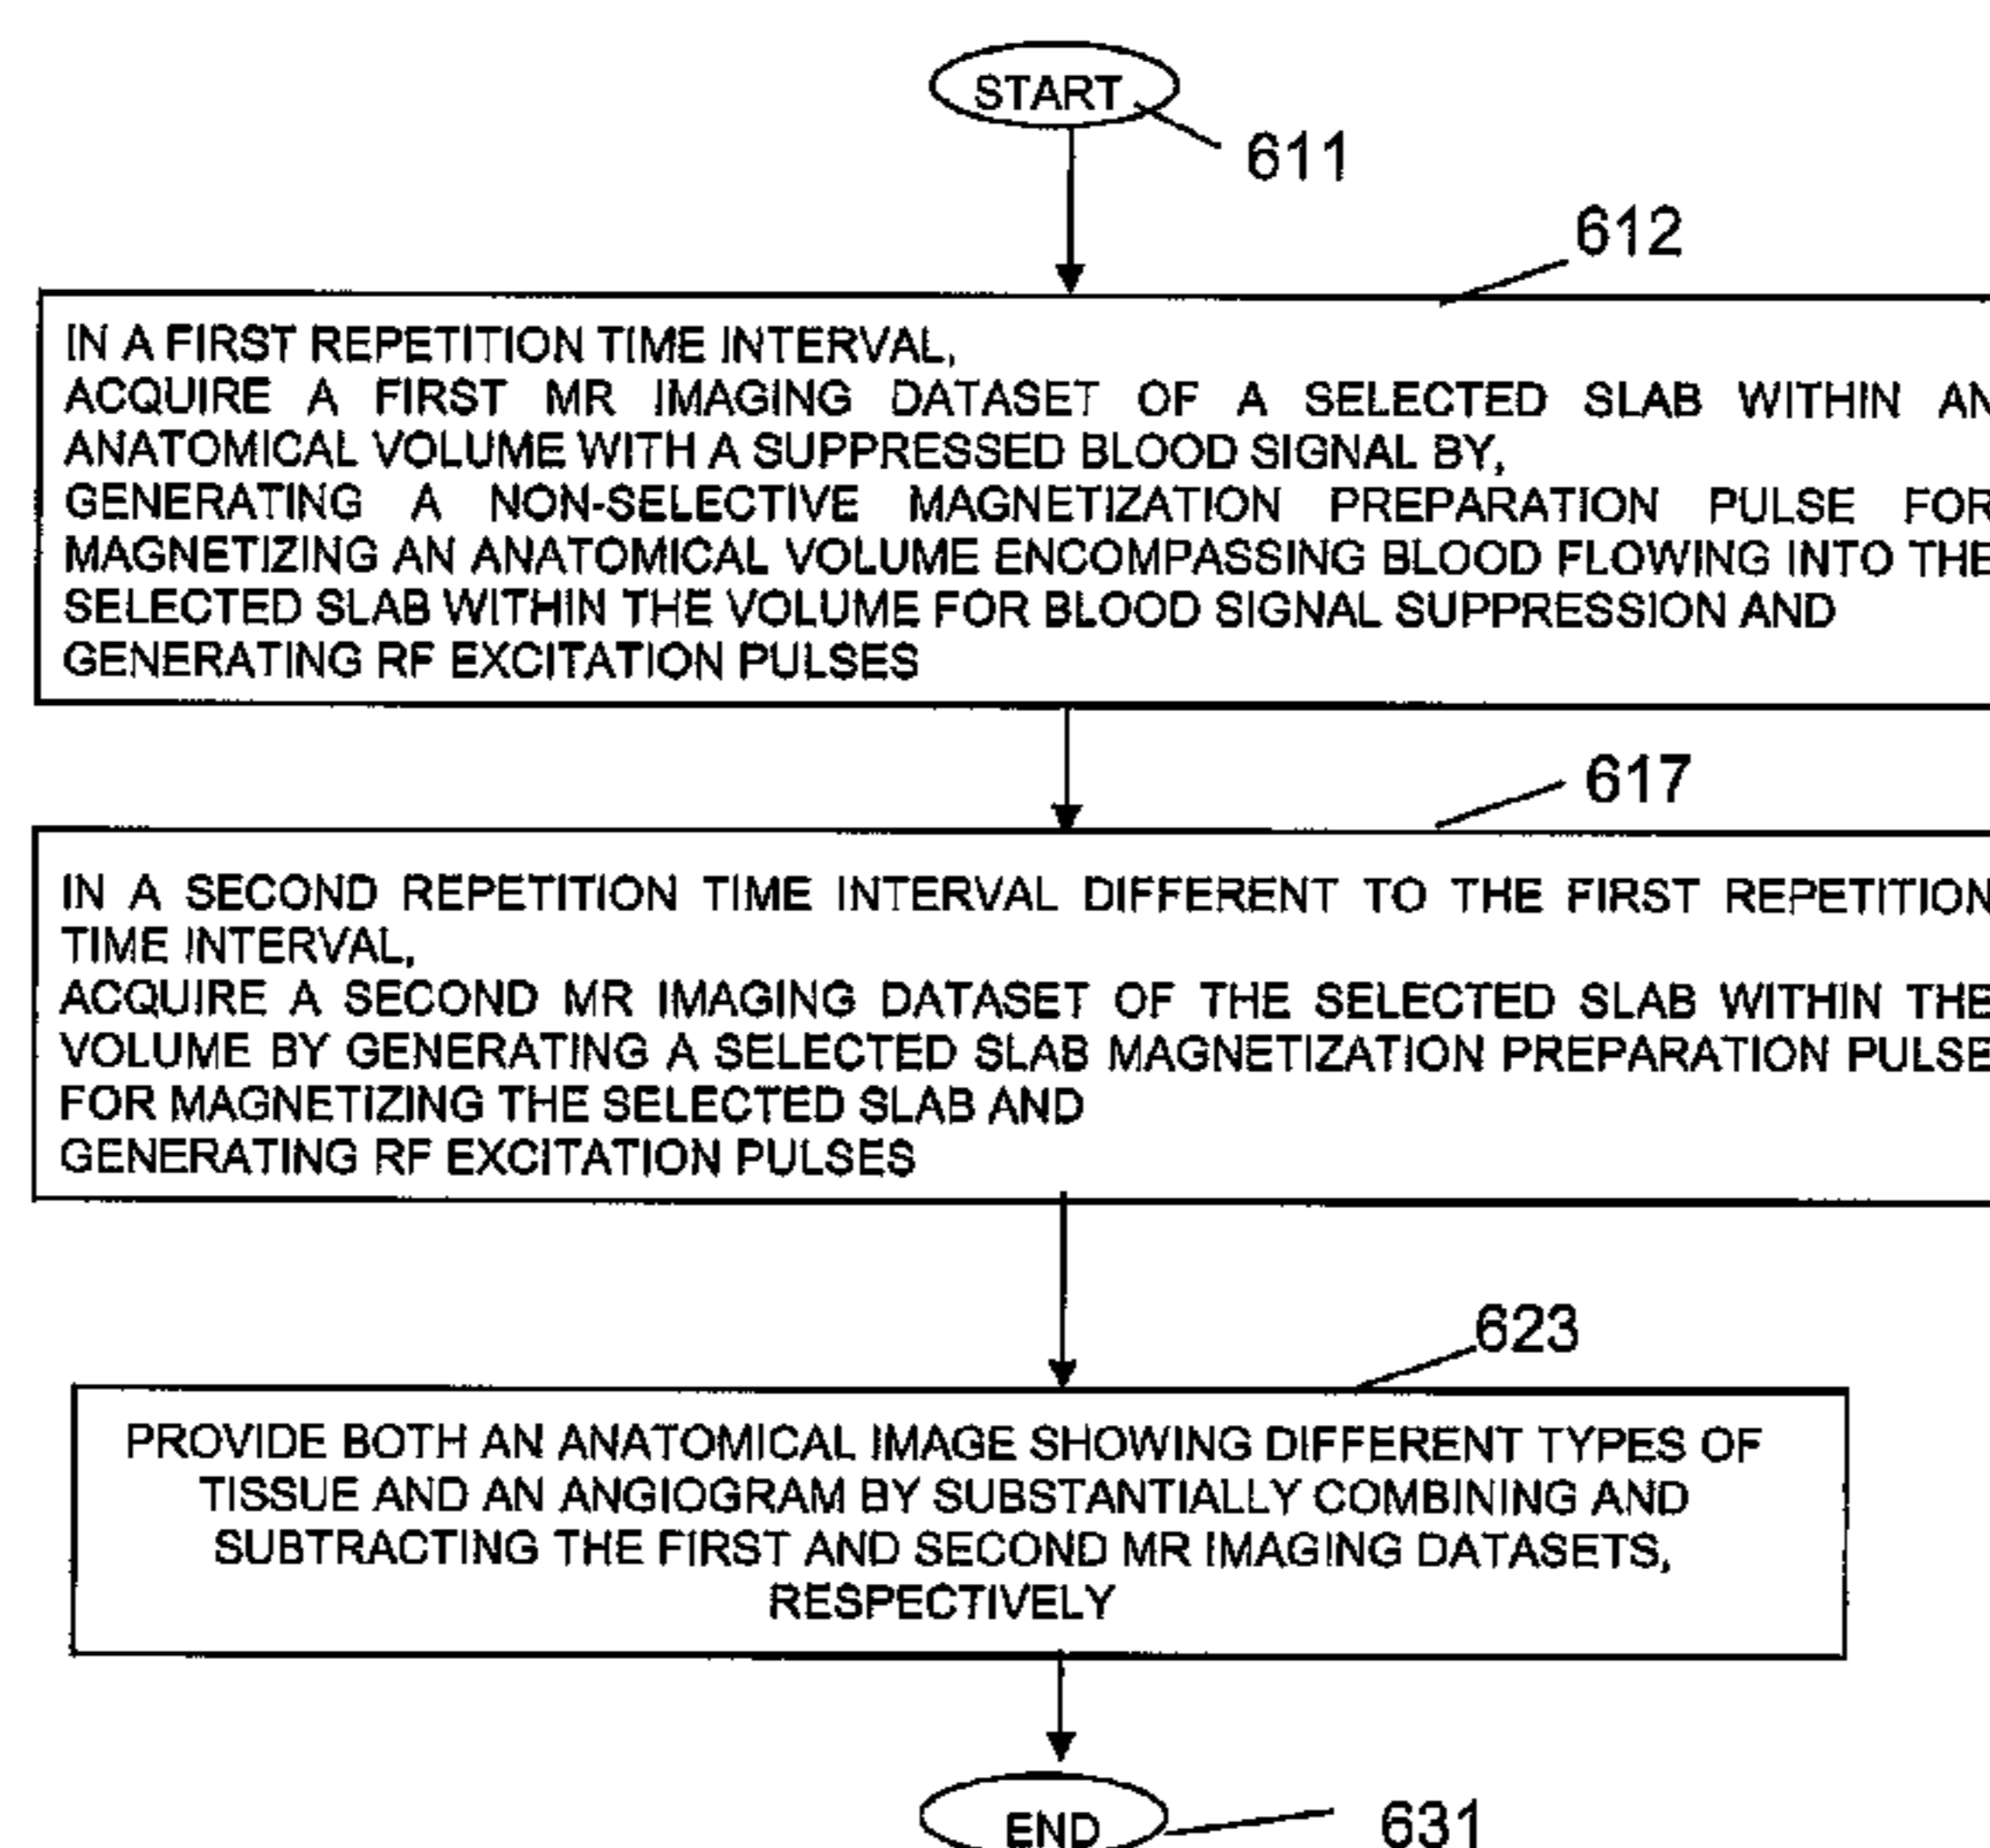 START
611
612
IN A FIRST REPETITION TIME INTERVAL,
ACQUIRE A FIRST MR IMAGING DATASET OF A SELECTED SLAB WITHIN AN
ANATOMICAL VOLUME WITH A SUPPRESSED BLOOD SIGNAL BY,
GENERATING A NON-SELECTIVE MAGNETIZATION PREPARATION PULSE FOR
MAGNETIZING AN ANATOMICAL VOLUME ENCOMPASSING BLOOD FLOWING INTO THE
SELECTED SLAB WITHIN THE VOLUME FOR BLOOD SIGNAL SUPPRESSION AND
GENERATING RF EXCITATION PULSES
617
IN A SECOND REPETITION TIME INTERVAL DIFFERENT TO THE FIRST REPETITION
TIME INTERVAL,
ACQUIRE A SECOND MR IMAGING DATASET OF THE SELECTED SLAB WITHIN THE
VOLUME BY GENERATING A SELECTED SLAB MAGNETIZATION PREPARATION PULSE
FOR MAGNETIZING THE SELECTED SLAB AND
GENERATING RF EXCITATION PULSES
623
PROVIDE BOTH AN ANATOMICAL IMAGE SHOWING DIFFERENT TYPES OF
TISSUE AND AN ANGIOGRAM BY SUBSTANTIALLY COMBINING AND
SUBTRACTING THE FIRST AND SECOND MR IMAGING DATASETS,
RESPECTIVELY
END
631